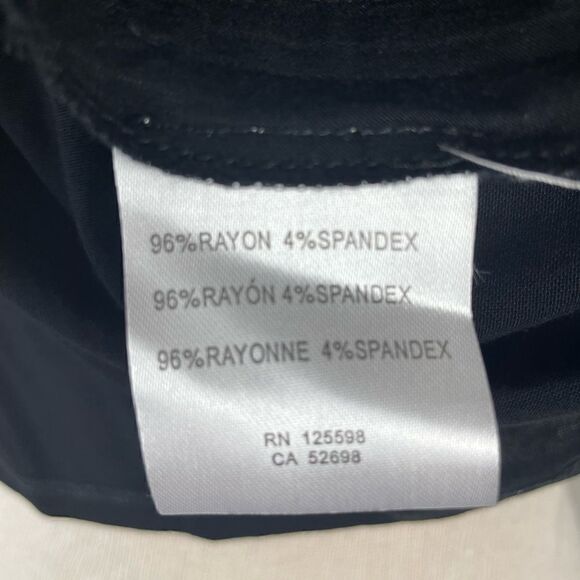 96%RAYON 4%SPANDEX
96%RAYÓN 4%SPANDEX
96%RAYONNE 4%SPANDEX
RN 125598
CA 52698